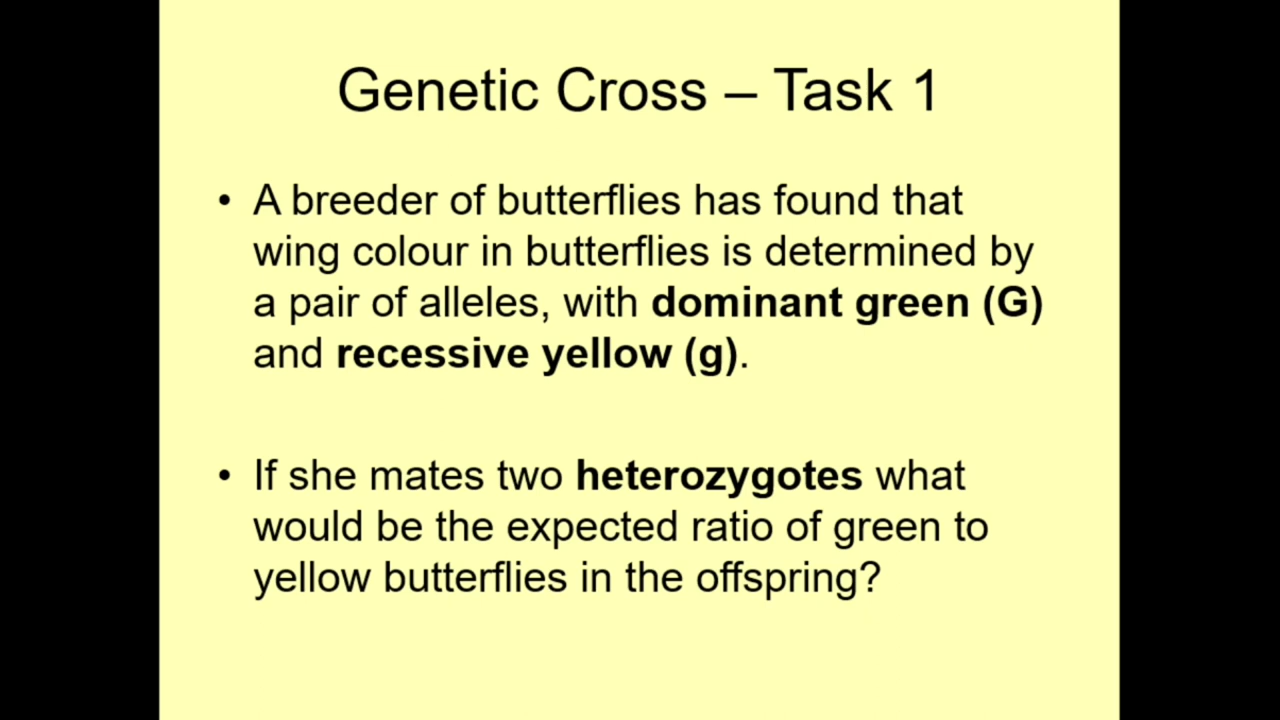 Genetic Cross – Task 1
• A breeder of butterflies has found that
wing colour in butterflies is determined by
a pair of alleles, with dominant green (G)
and recessive yellow (g).
• If she mates two heterozygotes what
would be the expected ratio of green to
yellow butterflies in the offspring?